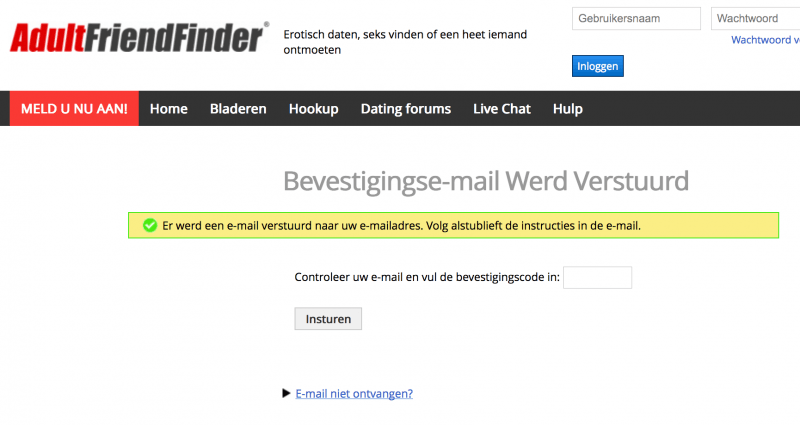 AdultFriendFinder®
Erotisch daten, seks vinden of een heet iemand
ontmoeten
Gebruikersnaam
Wachtwoord
Wachtwoord
Inloggen
MELD U NU AAN! Home Bladeren Hookup Dating forums Live Chat Hulp
Bevestigingse-mail Werd Verstuurd
Er werd een e-mail verstuurd naar uw e-mailadres. Volg alstublieft de instructies in de e-mail.
Controleer uw e-mail en vul de bevestigingscode in:
Insturen
E-mail niet ontvangen?